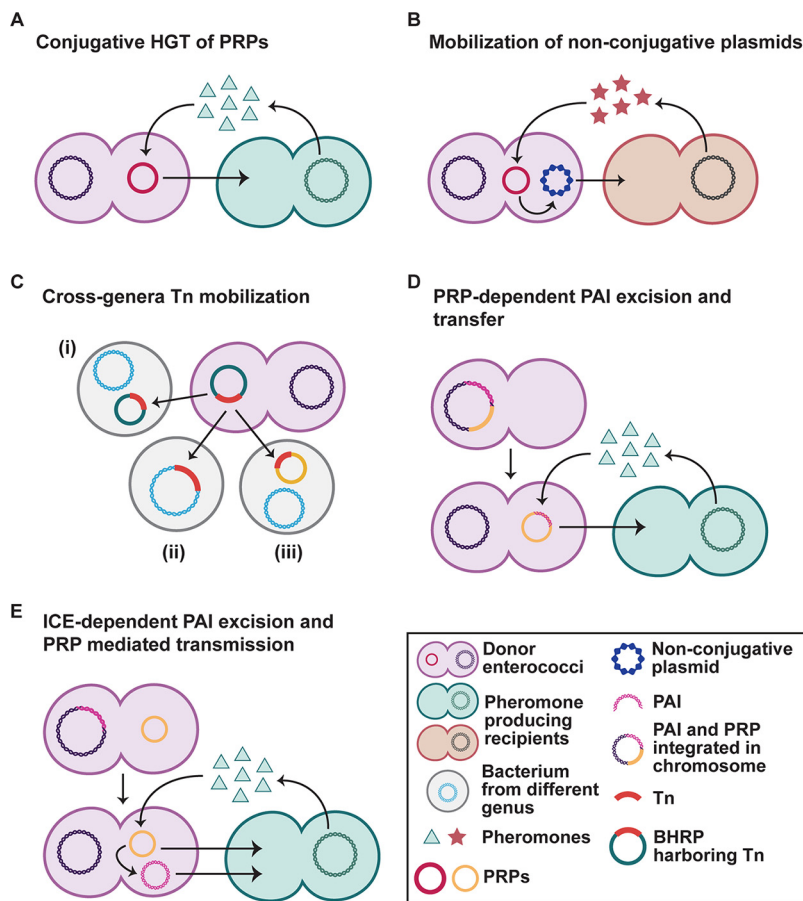 A
Conjugative HGT of PRPs
B
Mobilization of non-conjugative plasmids
C
Cross-genera Tn mobilization
(i)
(ii)
(iii)
D
PRP-dependent PAI excision and
transfer
E
ICE-dependent PAI excision and
PRP mediated transmission
Donor
enterococci
Pheromone
producing
recipients
Bacterium
from different
genus
Pheromones
PRPs
Non-conjugative
plasmid
PAI
PAI and PRP
integrated in
chromosome
Tn
BHRP
harboring Tn